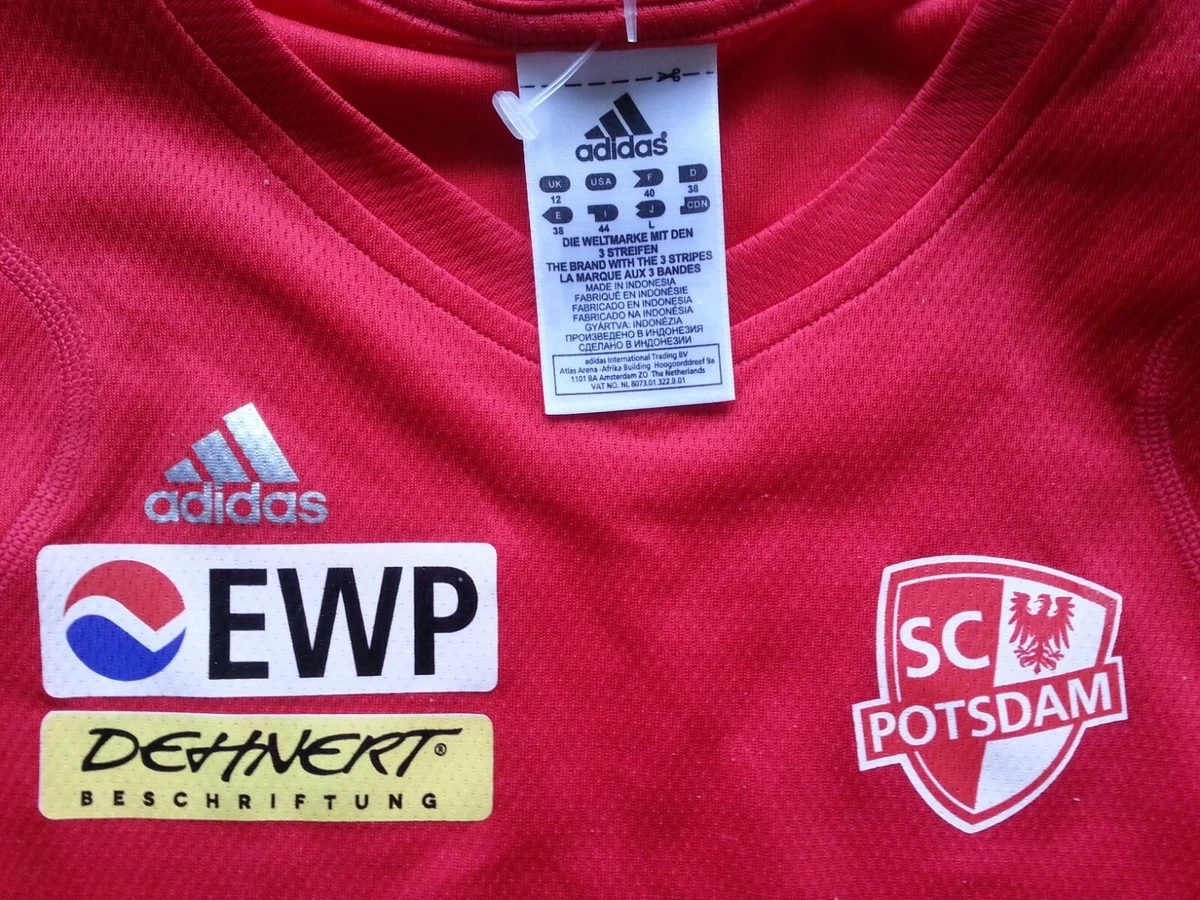 adidas
UK USA F D
12 40 38
E I J CDN
38 44 L
DIE WELTMARKE MIT DEN
3 STREIFEN
THE BRAND WITH THE 3 STRIPES
LA MARQUE AUX 3 BANDES
MADE IN INDONESIA
FABRIQUÉ EN INDONÉSIE
FABRICADO EN INDONESIA
FABRICADO NA INDONÉSIA
GYÁRTVA: INDONÉZIA
ПРОИЗВЕДЕНО В ИНДОНЕЗИЯ
СДЕЛАНО В ИНДОНЕЗИИ
adidas International Trading BV
Atlas Arena -Afrika Building Hoogoorddreef 9a
1101 BA Amsterdam ZO The Netherlands
VAT NO. NL 8073.01.322.B.01
adidas
EWP
DEHNERT®
BESCHRIFTUNG
SC
POTSDAM